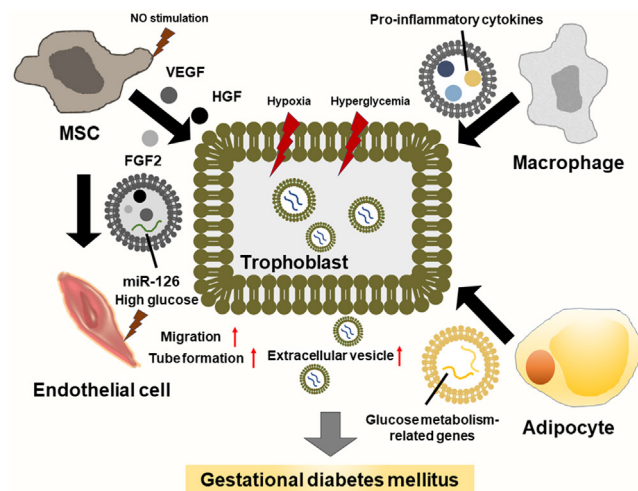 NO stimulation
VEGF
HGF
MSC
FGF2
miR-126
High glucose
Endothelial cell
Migration
Tube formation
Hypoxia
Hyperglycemia
Trophoblast
Extracellular vesicle
Pro-inflammatory cytokines
Macrophage
Glucose metabolism-
related genes
Adipocyte
Gestational diabetes mellitus